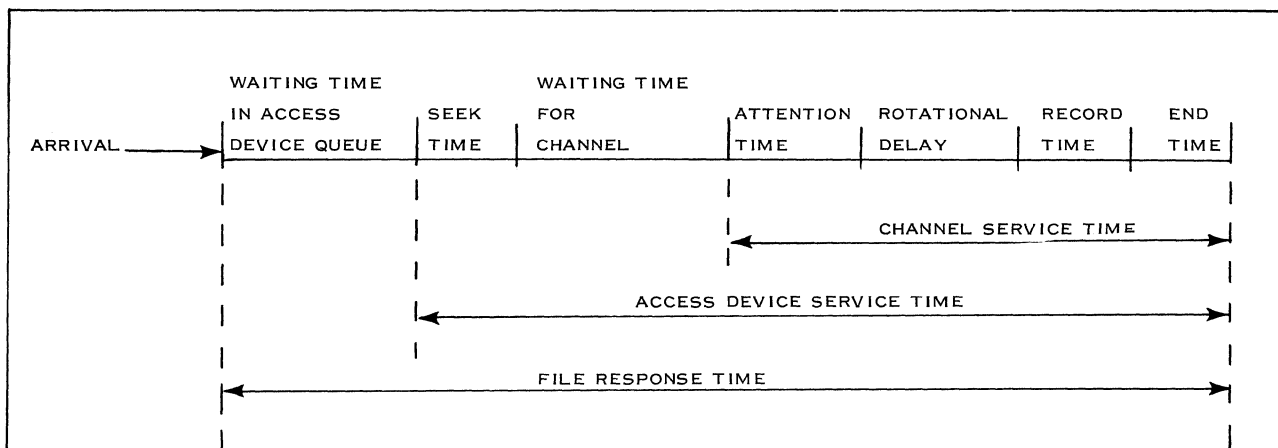 WAITING TIME
IN ACCESS
DEVICE QUEUE
SEEK
TIME
WAITING TIME
FOR
CHANNEL
ATTENTION
TIME
ROTATIONAL
DELAY
RECORD
TIME
END
TIME
ARRIVAL
CHANNEL SERVICE TIME
ACCESS DEVICE SERVICE TIME
FILE RESPONSE TIME